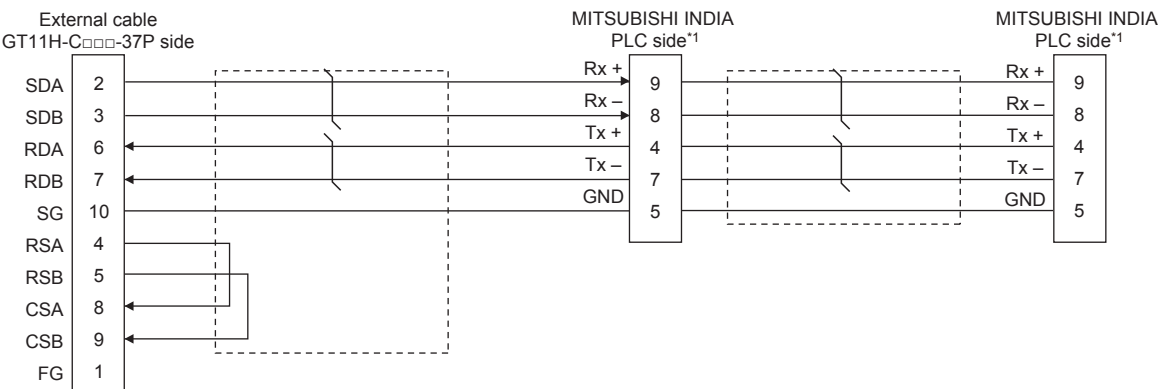 External cable
GT11H-C□□□-37P side
MITSUBISHI INDIA
PLC side*1
MITSUBISHI INDIA
PLC side*1
SDA 2 Rx + 9 Rx + 9
SDB 3 Rx – 8 Rx – 8
RDA 6 Tx + 4 Tx + 4
RDB 7 Tx – 7 Tx – 7
SG 10 GND 5 GND 5
RSA 4
RSB 5
CSA 8
CSB 9
FG 1